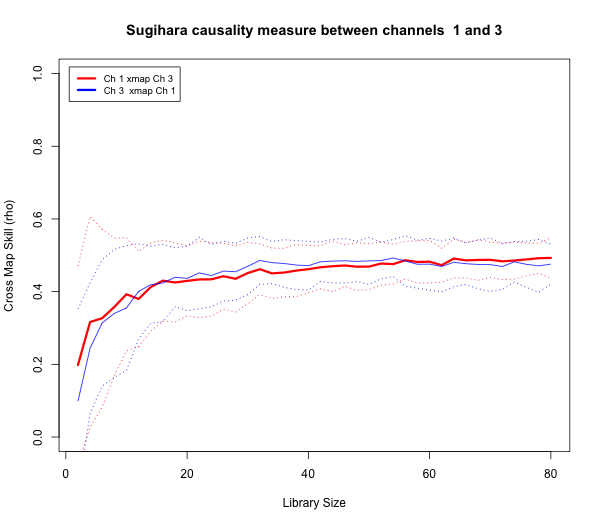 Sugihara causality measure between channels  1 and 3
Ch 1 xmap Ch 3
Ch 3  xmap Ch 1
Cross Map Skill (rho)
1.0
0.8
0.6
0.4
0.2
0.0
0
20
40
60
80
Library Size